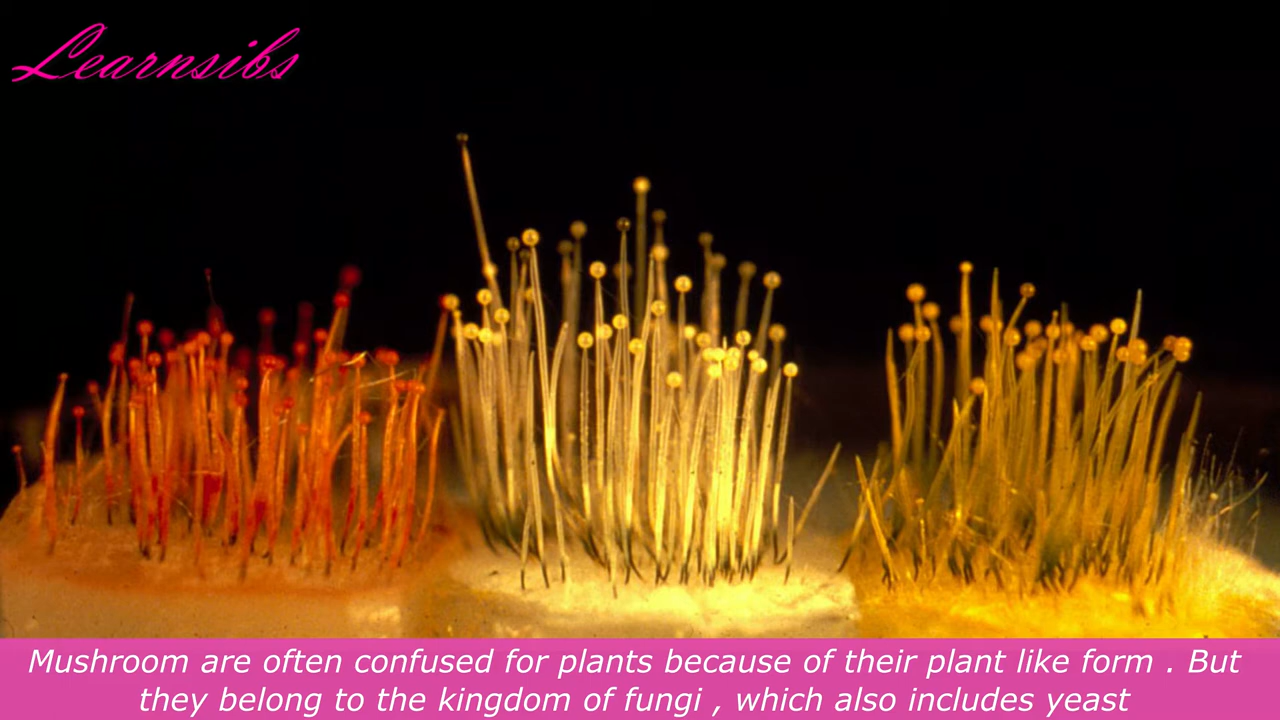 Learnsibs
Mushroom are often confused for plants because of their plant like form . But
they belong to the kingdom of fungi , which also includes yeast